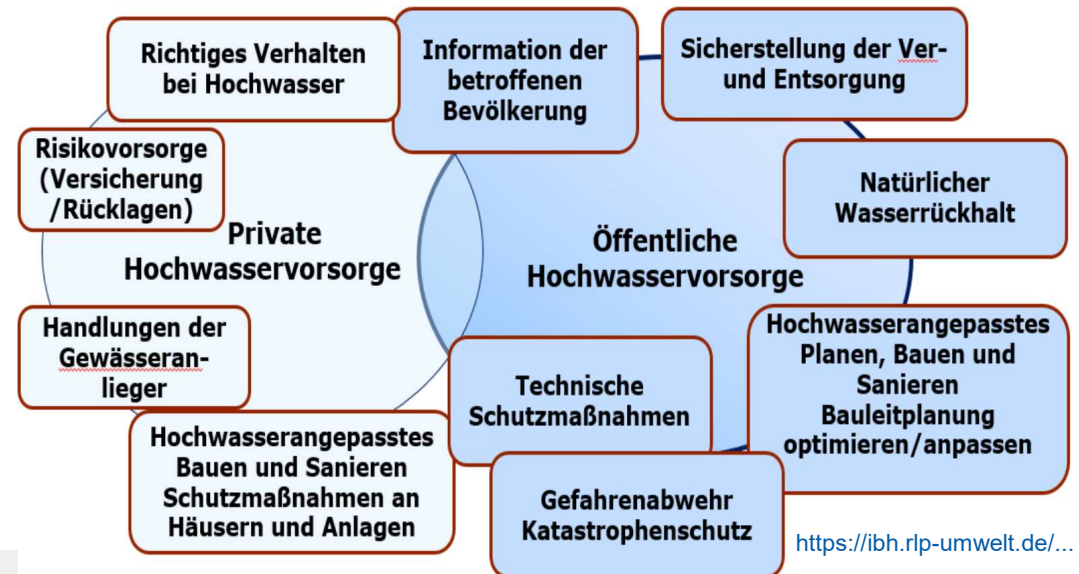 Richtiges Verhalten
bei Hochwasser
Information der
betroffenen
Bevölkerung
Sicherstellung der Ver-
und Entsorgung
Risikovorsorge
(Versicherung
/Rücklagen)
Natürlicher
Wasserrückhalt
Private
Hochwasservorsorge
Öffentliche
Hochwasservorsorge
Handlungen der
Gewässeran-
lieger
Hochwasserangepasstes
Planen, Bauen und
Sanieren
Bauleitplanung
optimieren/anpassen
Technische
Schutzmaßnahmen
Hochwasserangepasstes
Bauen und Sanieren
Schutzmaßnahmen an
Häusern und Anlagen
Gefahrenabwehr
Katastrophenschutz
https://ibh.rlp-umwelt.de/...